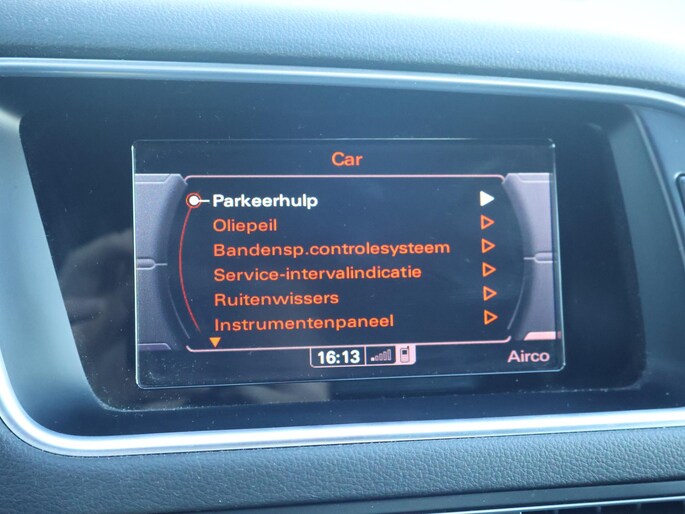 Car
Parkeerhulp
Oliepeil
Bandensp.controlesysteem
Service-intervalindicatie
Ruitenwissers
Instrumentenpaneel
16:13
Airco